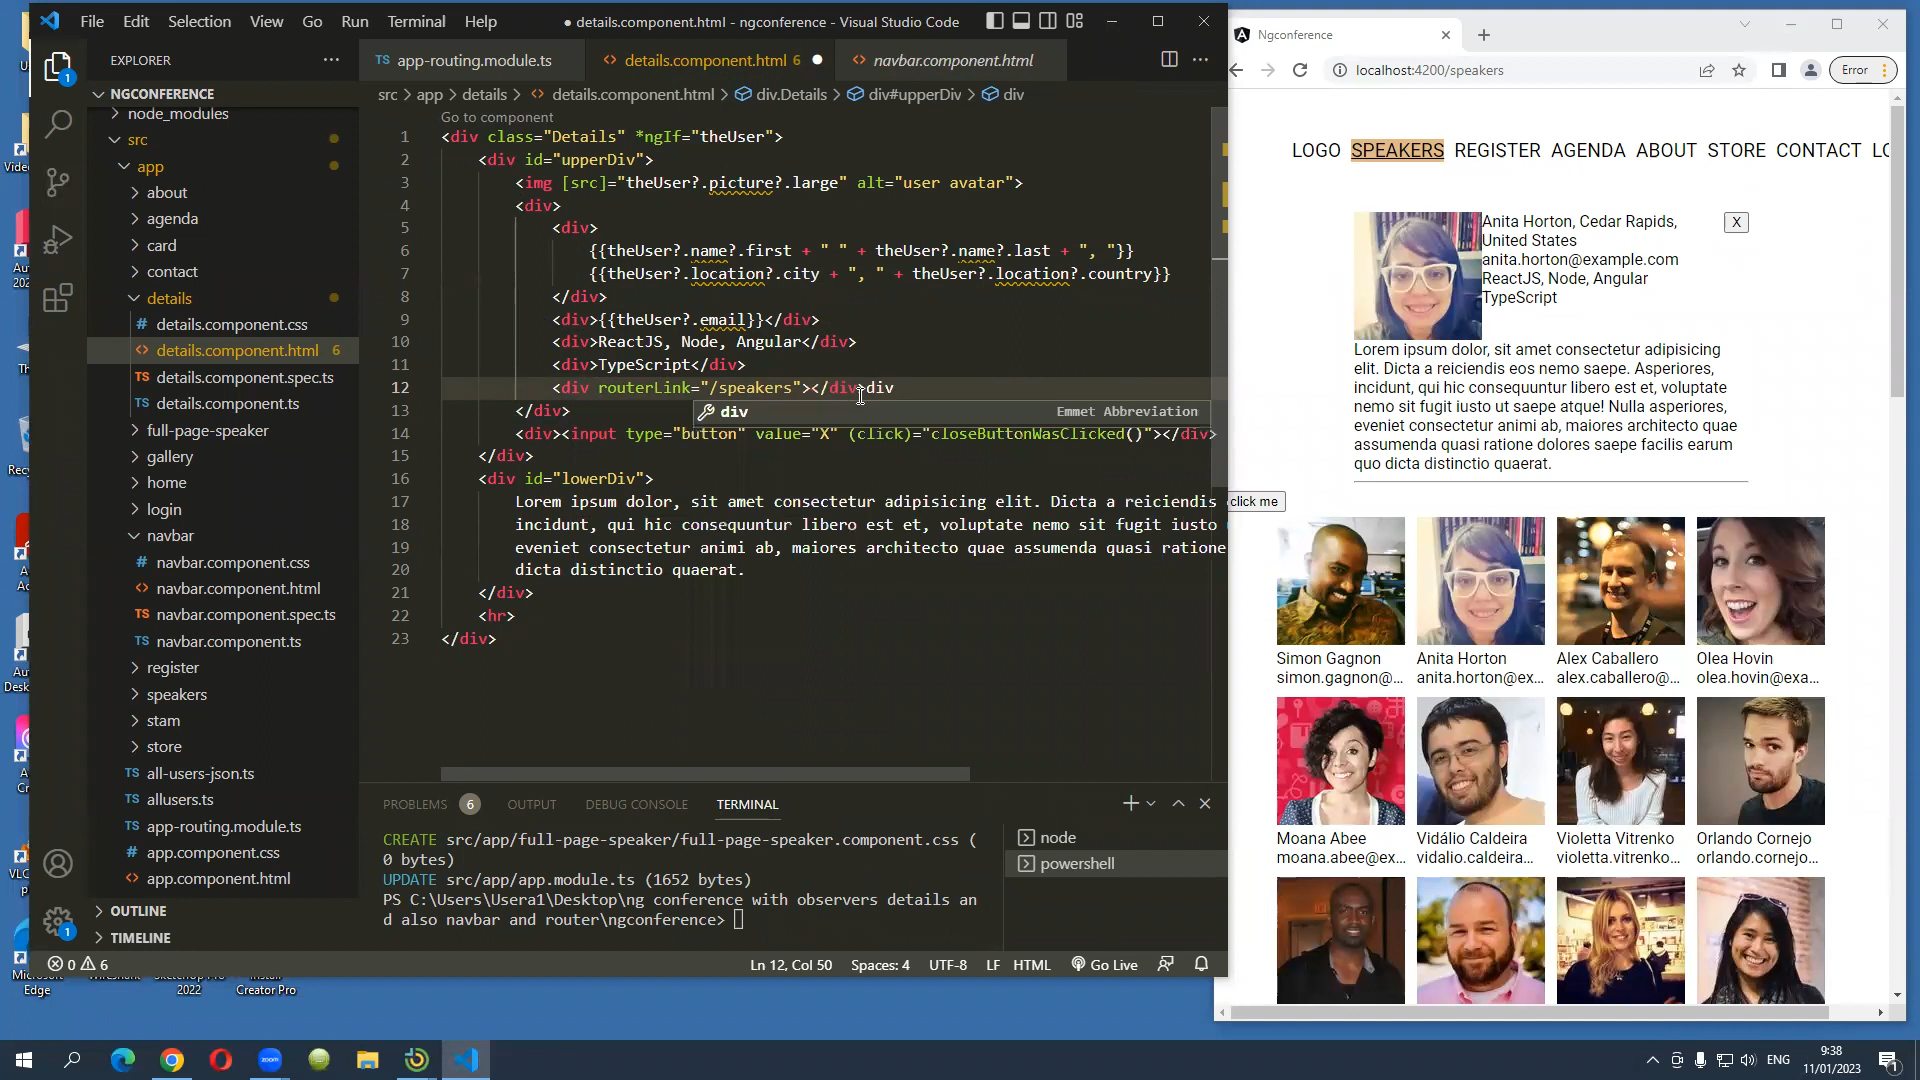 File Edit Selection View Go Run Terminal Help
● details.component.html - ngconference - Visual Studio Code
EXPLORER
TS app-routing.module.ts
<> details.component.html 6
<> navbar.component.html
src > app > details > <> details.component.html > div.Details > div#upperDiv > div
1
NGCONFERENCE
node_modules
src
app
about
agenda
card
contact
details
# details.component.css
<> details.component.html 6
TS details.component.spec.ts
TS details.component.ts
full-page-speaker
gallery
home
login
navbar
# navbar.component.css
<> navbar.component.html
TS navbar.component.spec.ts
TS navbar.component.ts
register
speakers
stam
store
TS all-users-json.ts
TS allusers.ts
TS app-routing.module.ts
# app.component.css
<> app.component.html
OUTLINE
TIMELINE
1
Go to component
1 <div class="Details" *ngIf="theUser">
2 <div id="upperDiv">
3 <img [src]="theUser?.picture?.large" alt="user avatar">
4 <div>
5 <div>
6 {{theUser?.name?.first + " " + theUser?.name?.last + ", "}}
7 {{theUser?.location?.city + ", " + theUser?.location?.country}}
8 </div>
9 <div>{{theUser?.email}}</div>
10 <div>ReactJS, Node, Angular</div>
11 <div>TypeScript</div>
12 <div routerLink="/speakers"></div>div
div Emmet Abbreviation
13 </div>
14 <div><input type="button" value="X" (click)="closeButtonWasClicked()"></div>
15 </div>
16 <div id="lowerDiv">
17 Lorem ipsum dolor, sit amet consectetur adipisicing elit. Dicta a reiciendis
18 incidunt, qui hic consequuntur libero est et, voluptate nemo sit fugit iusto
19 eveniet consectetur animi ab, maiores architecto quae assumenda quasi ratione
20 dicta distinctio quaerat.
21 </div>
22 <hr>
23 </div>
PROBLEMS 6 OUTPUT DEBUG CONSOLE TERMINAL
CREATE src/app/full-page-speaker/full-page-speaker.component.css (
0 bytes)
UPDATE src/app/app.module.ts (1652 bytes)
PS C:\Users\Usera1\Desktop\ng conference with observers details an
d also navbar and router\ngconference>
node
powershell
0 6 Ln 12, Col 50 Spaces: 4 UTF-8 LF HTML Go Live
Ngconference
localhost:4200/speakers
Error
LOGO SPEAKERS REGISTER AGENDA ABOUT STORE CONTACT LO
Anita Horton, Cedar Rapids,
United States
anita.horton@example.com
ReactJS, Node, Angular
TypeScript
X
Lorem ipsum dolor, sit amet consectetur adipisicing
elit. Dicta a reiciendis eos nemo saepe. Asperiores,
incidunt, qui hic consequuntur libero est et, voluptate
nemo sit fugit iusto ut saepe atque! Nulla asperiores,
eveniet consectetur animi ab, maiores architecto quae
assumenda quasi ratione dolores saepe facilis earum
quo dicta distinctio quaerat.
click me
Simon Gagnon
simon.gagnon@...
Anita Horton
anita.horton@ex...
Alex Caballero
alex.caballero@...
Olea Hovin
olea.hovin@exa...
Moana Abee
moana.abee@ex...
Vidálio Caldeira
vidalio.caldeira...
Violetta Vitrenko
violetta.vitrenko...
Orlando Cornejo
orlando.cornejo...
Microsoft
Edge
2022
Creator Pro
zoom
ENG
9:38
11/01/2023
1